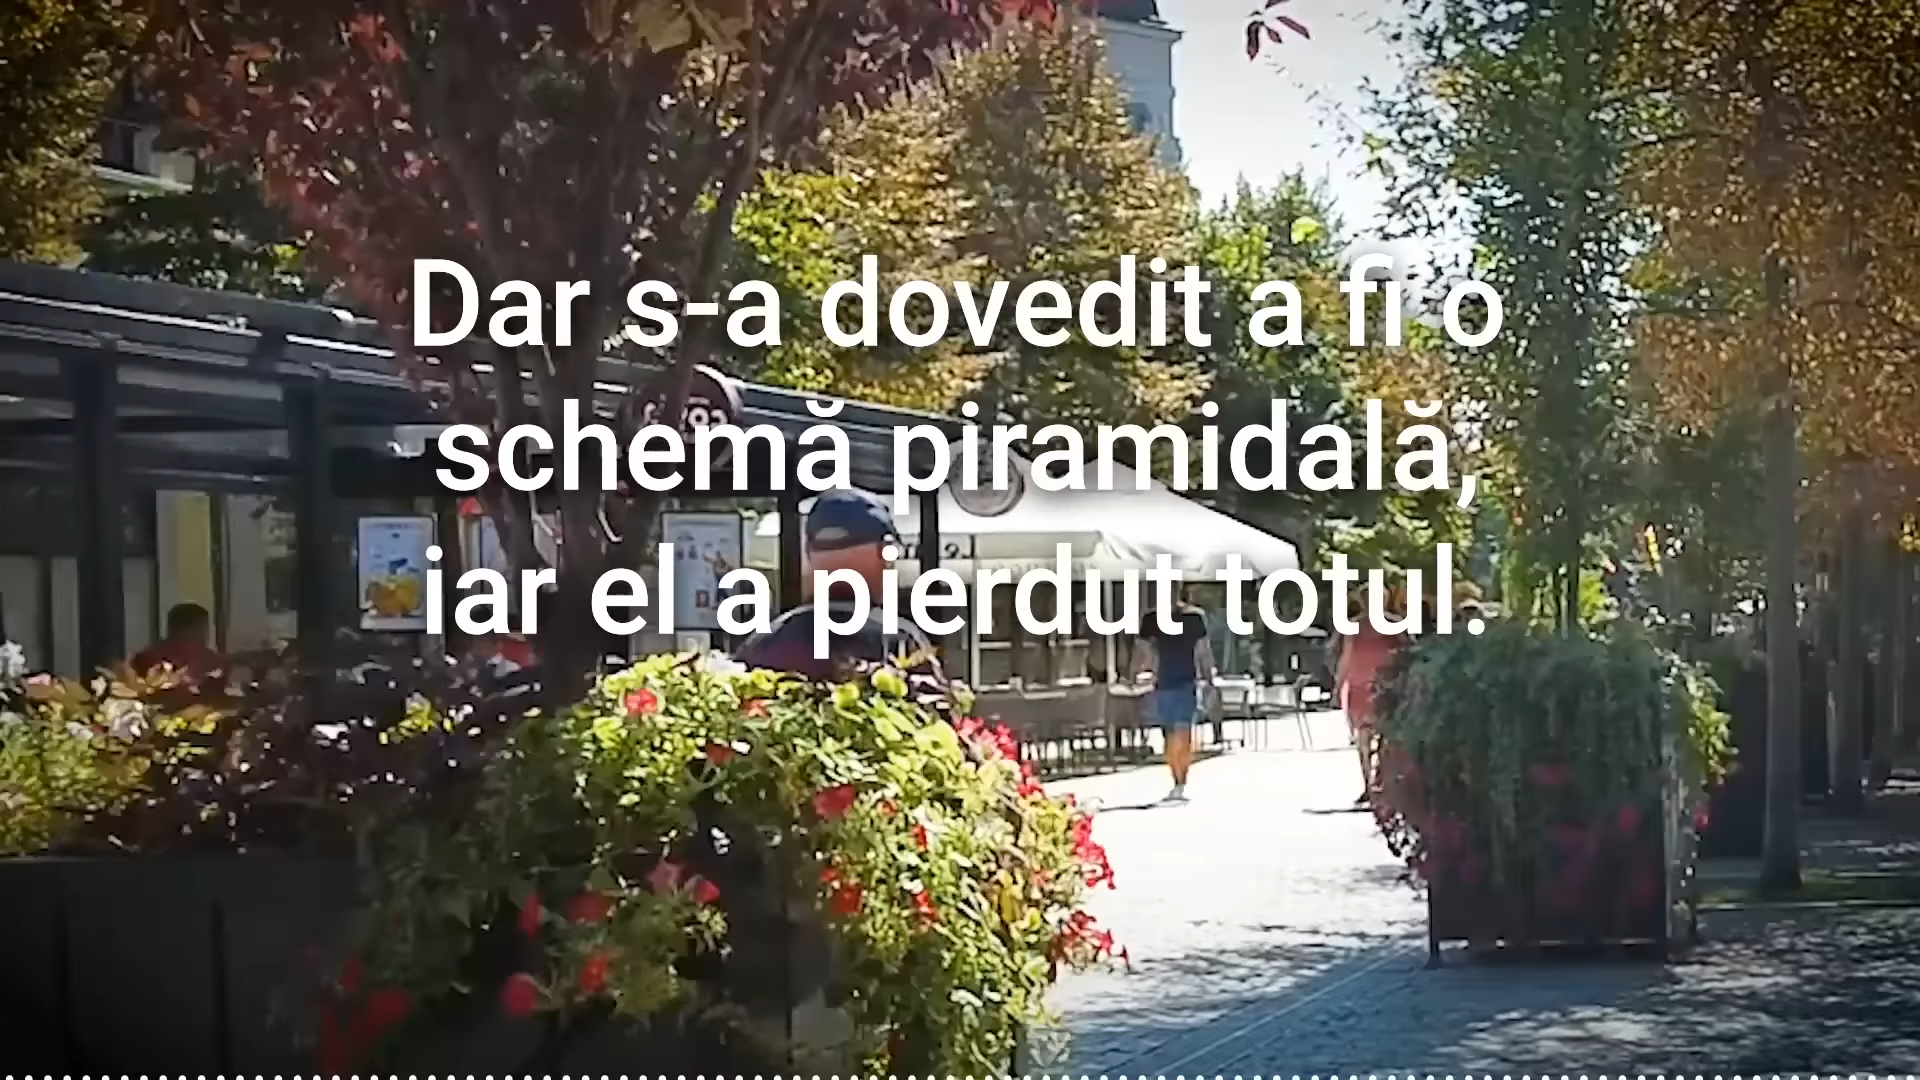 Dar s-a dovedit a fi o
schemă piramidală,
iar el a pierdut totul.